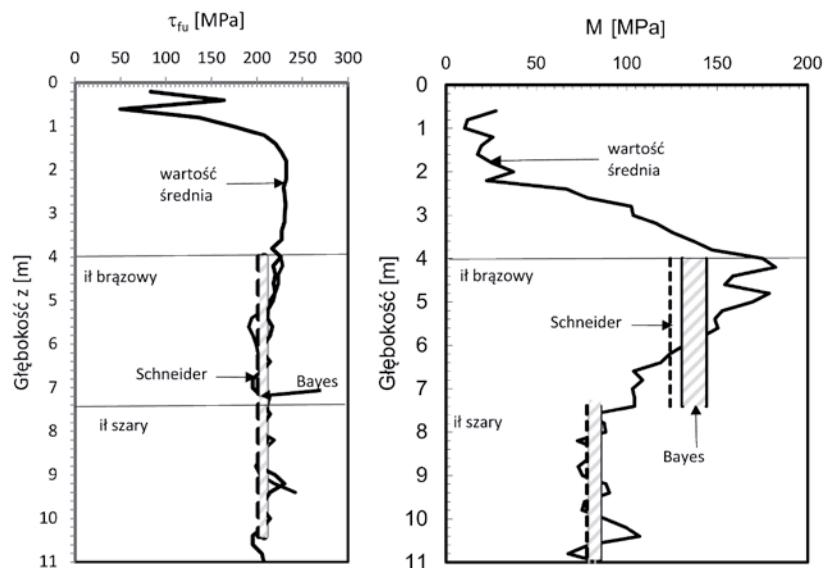 τfu [MPa]
0 50 100 150 200 250 300
0
1
2
3
4
5
6
7
8
9
10
11
Głębokość z [m]
wartość
średnia
ił brązowy
Schneider
Bayes
ił szary
M [MPa]
0 50 100 150 200
0
1
2
3
4
5
6
7
8
9
10
11
Głębokość [m]
wartość
średnia
ił brązowy
Schneider
ił szary
Bayes